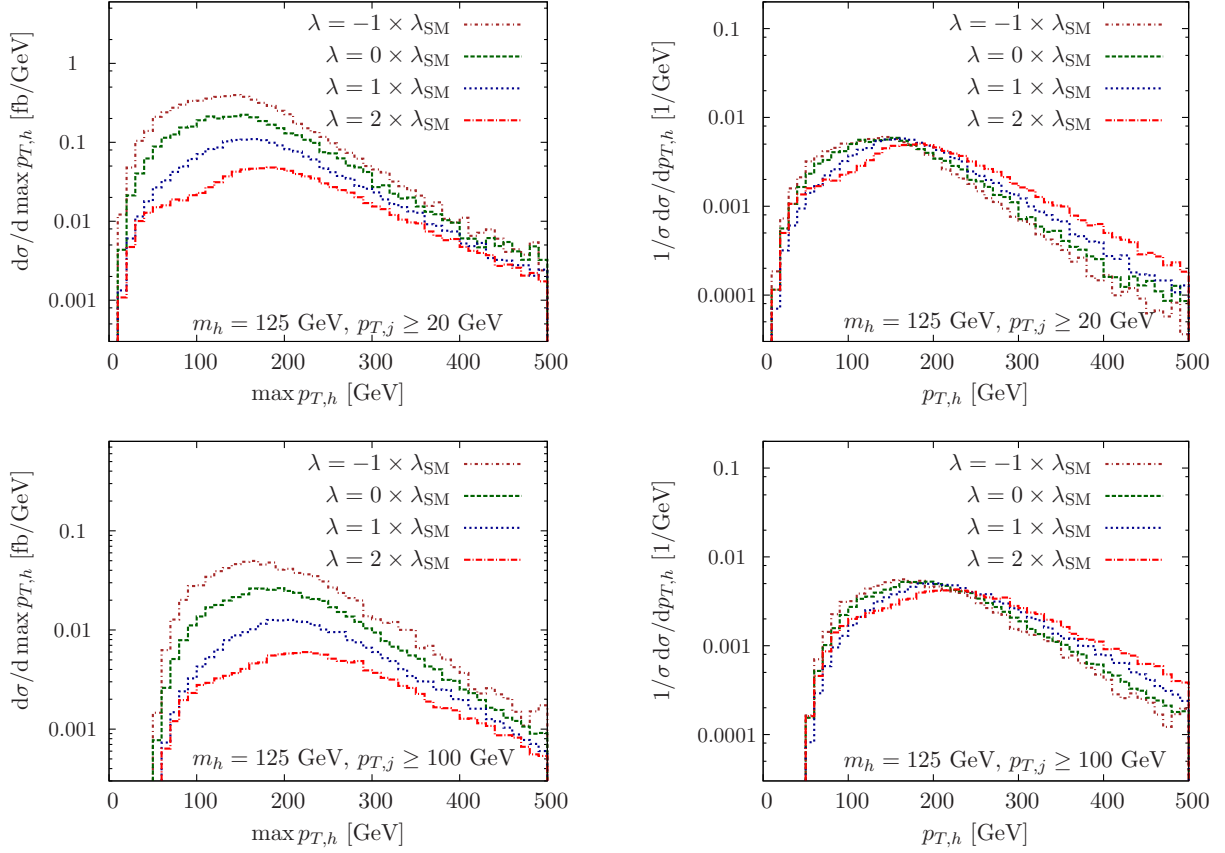 λ = −1 × λSM
λ = 0 × λSM
λ = 1 × λSM
λ = 2 × λSM
dσ/d max pT,h [fb/GeV]
1
0.1
0.01
0.001
mh = 125 GeV, pT,j ≥ 20 GeV
0 100 200 300 400 500
max pT,h [GeV]
λ = −1 × λSM
λ = 0 × λSM
λ = 1 × λSM
λ = 2 × λSM
1/σ dσ/dpT,h [1/GeV]
0.1
0.01
0.001
0.0001
mh = 125 GeV, pT,j ≥ 20 GeV
0 100 200 300 400 500
pT,h [GeV]
λ = −1 × λSM
λ = 0 × λSM
λ = 1 × λSM
λ = 2 × λSM
dσ/d max pT,h [fb/GeV]
0.1
0.01
0.001
mh = 125 GeV, pT,j ≥ 100 GeV
0 100 200 300 400 500
max pT,h [GeV]
λ = −1 × λSM
λ = 0 × λSM
λ = 1 × λSM
λ = 2 × λSM
1/σ dσ/dpT,h [1/GeV]
0.1
0.01
0.001
0.0001
mh = 125 GeV, pT,j ≥ 100 GeV
0 100 200 300 400 500
pT,h [GeV]